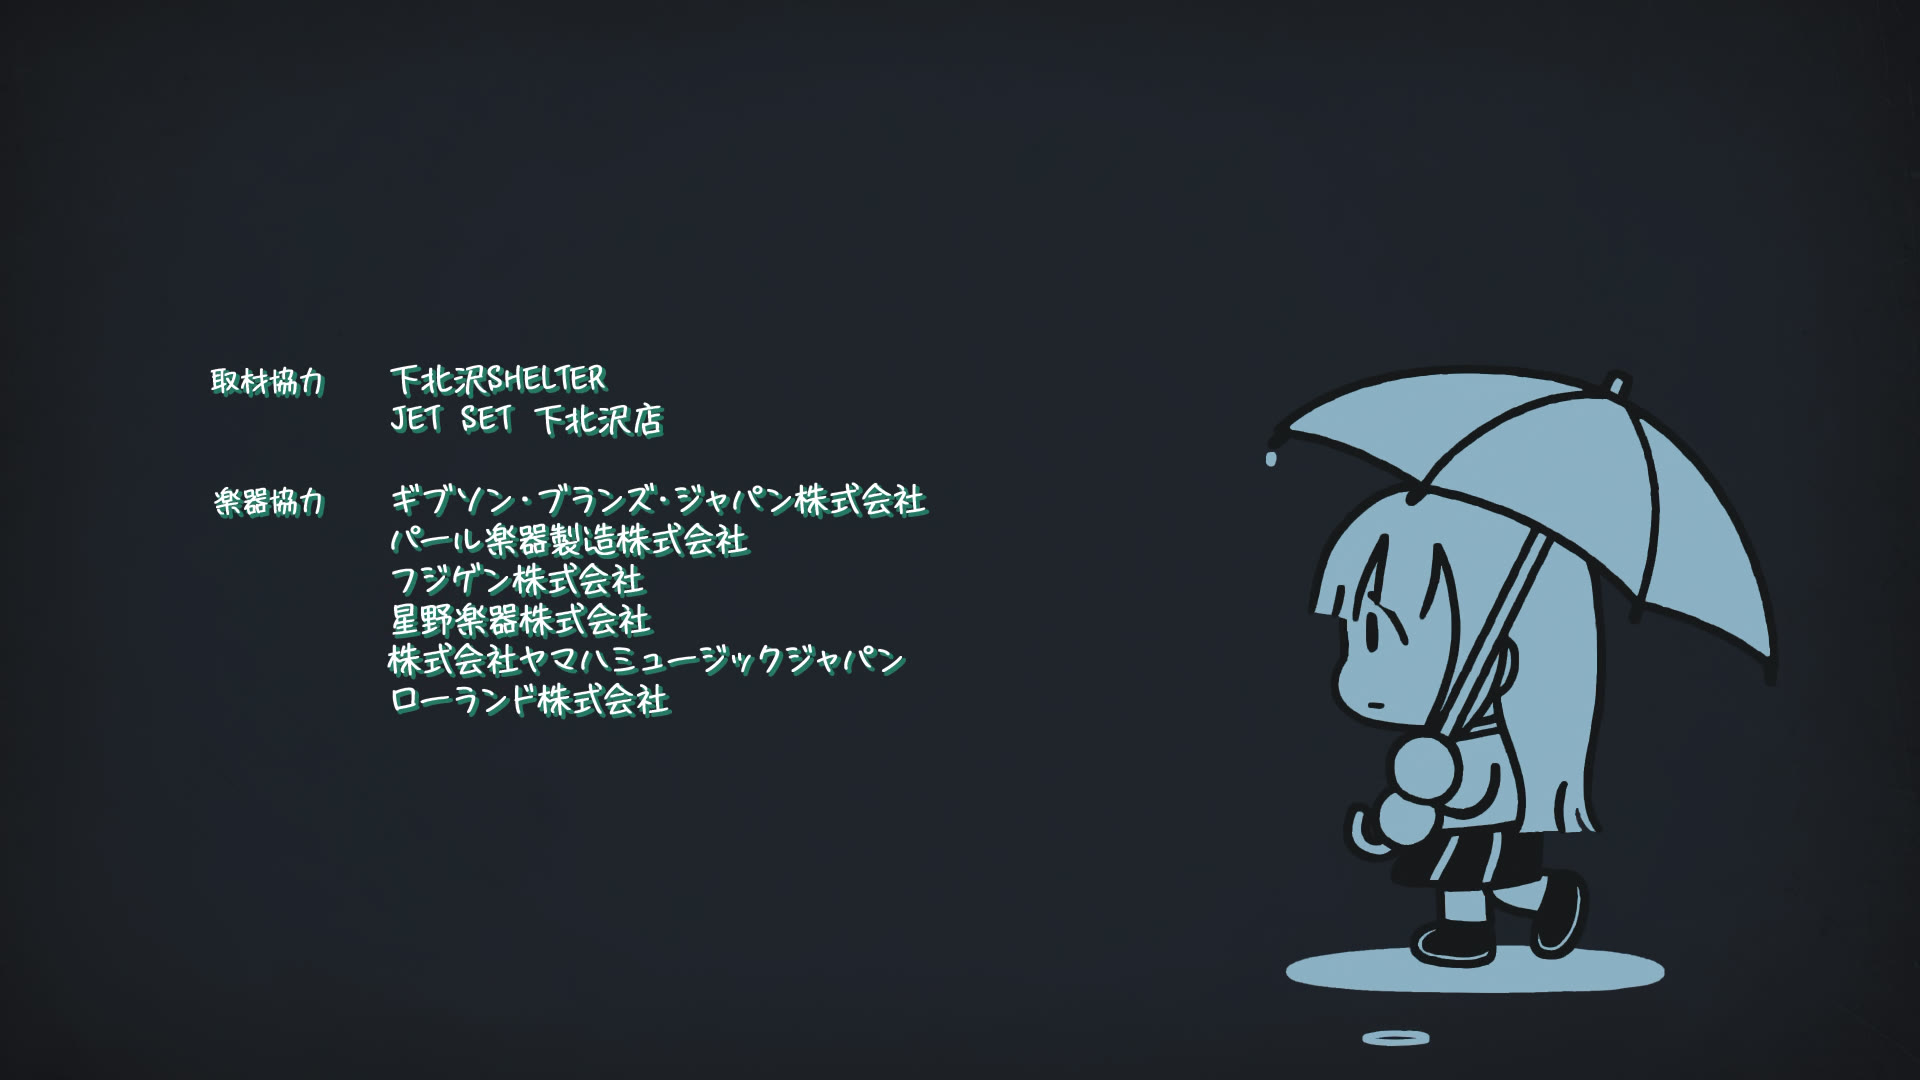 取材協力 下北沢SHELTER
JET SET 下北沢店
楽器協力 ギブソン・ブランズ・ジャパン株式会社
パール楽器製造株式会社
フジゲン株式会社
星野楽器株式会社
株式会社ヤマハミュージックジャパン
ローランド株式会社